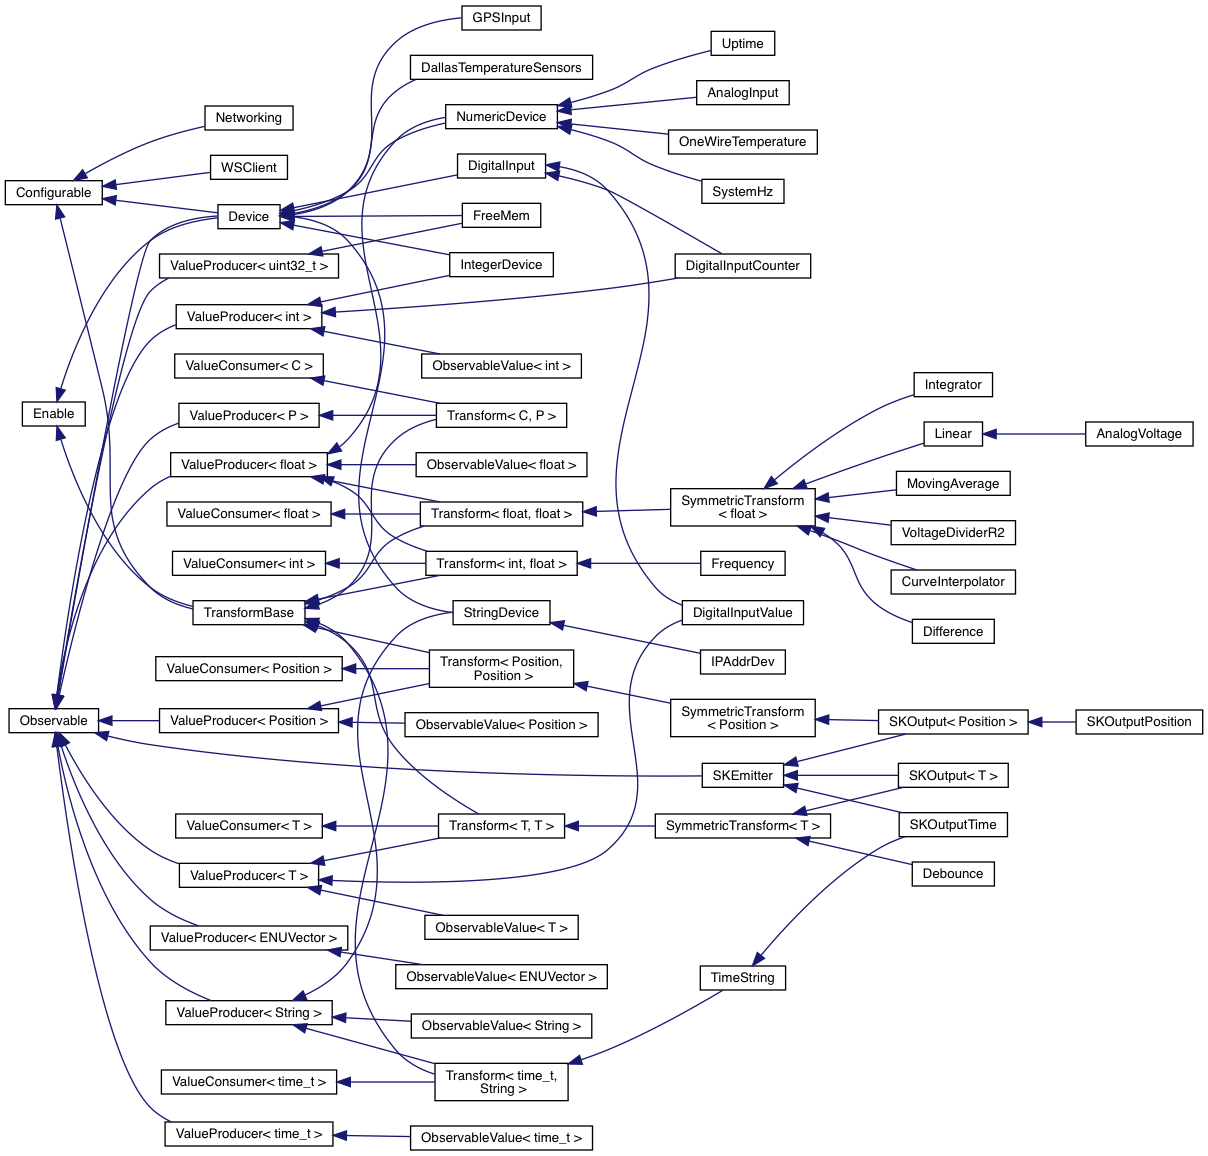 GPSInput
Uptime
DallasTemperatureSensors
AnalogInput
Networking
NumericDevice
OneWireTemperature
WSClient
DigitalInput
Configurable
SystemHz
Device
FreeMem
ValueProducer< uint32_t >
IntegerDevice
DigitalInputCounter
ValueProducer< int >
ValueConsumer< C >
ObservableValue< int >
Integrator
Enable
ValueProducer< P >
Transform< C, P >
Linear
AnalogVoltage
ValueProducer< float >
ObservableValue< float >
MovingAverage
SymmetricTransform
< float >
ValueConsumer< float >
Transform< float, float >
VoltageDividerR2
ValueConsumer< int >
Transform< int, float >
Frequency
CurveInterpolator
TransformBase
StringDevice
DigitalInputValue
Difference
ValueConsumer< Position >
Transform< Position,
Position >
IPAddrDev
Observable
ValueProducer< Position >
ObservableValue< Position >
SymmetricTransform
< Position >
SKOutput< Position >
SKOutputPosition
SKEmitter
SKOutput< T >
ValueConsumer< T >
Transform< T, T >
SymmetricTransform< T >
SKOutputTime
ValueProducer< T >
Debounce
ObservableValue< T >
ValueProducer< ENUVector >
ObservableValue< ENUVector >
TimeString
ValueProducer< String >
ObservableValue< String >
ValueConsumer< time_t >
Transform< time_t,
String >
ValueProducer< time_t >
ObservableValue< time_t >